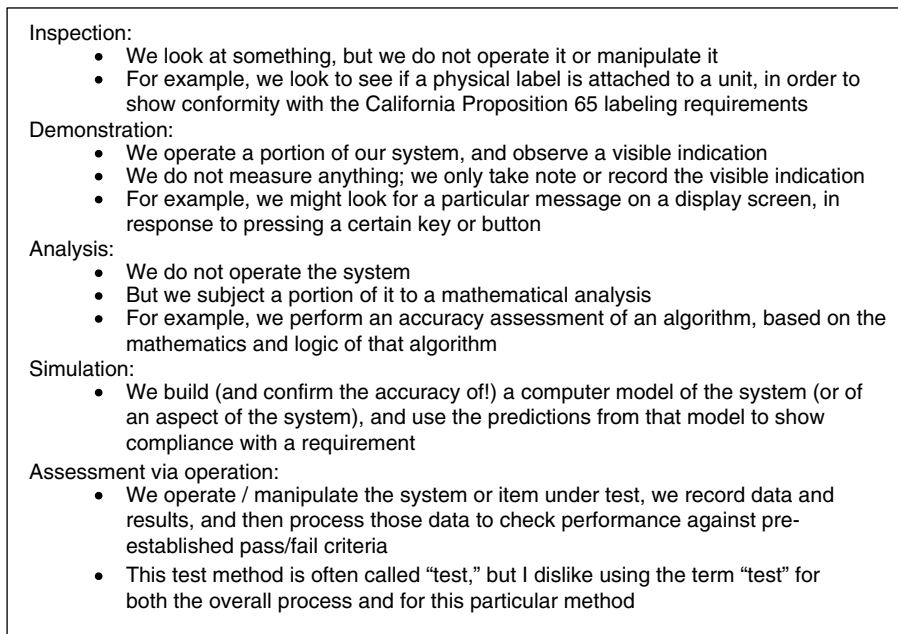 Inspection:
• We look at something, but we do not operate it or manipulate it
• For example, we look to see if a physical label is attached to a unit, in order to
show conformity with the California Proposition 65 labeling requirements
Demonstration:
• We operate a portion of our system, and observe a visible indication
• We do not measure anything; we only take note or record the visible indication
• For example, we might look for a particular message on a display screen, in
response to pressing a certain key or button
Analysis:
• We do not operate the system
• But we subject a portion of it to a mathematical analysis
• For example, we perform an accuracy assessment of an algorithm, based on the
mathematics and logic of that algorithm
Simulation:
• We build (and confirm the accuracy of!) a computer model of the system (or of
an aspect of the system), and use the predictions from that model to show
compliance with a requirement
Assessment via operation:
• We operate / manipulate the system or item under test, we record data and
results, and then process those data to check performance against pre-
established pass/fail criteria
• This test method is often called “test,” but I dislike using the term “test” for
both the overall process and for this particular method